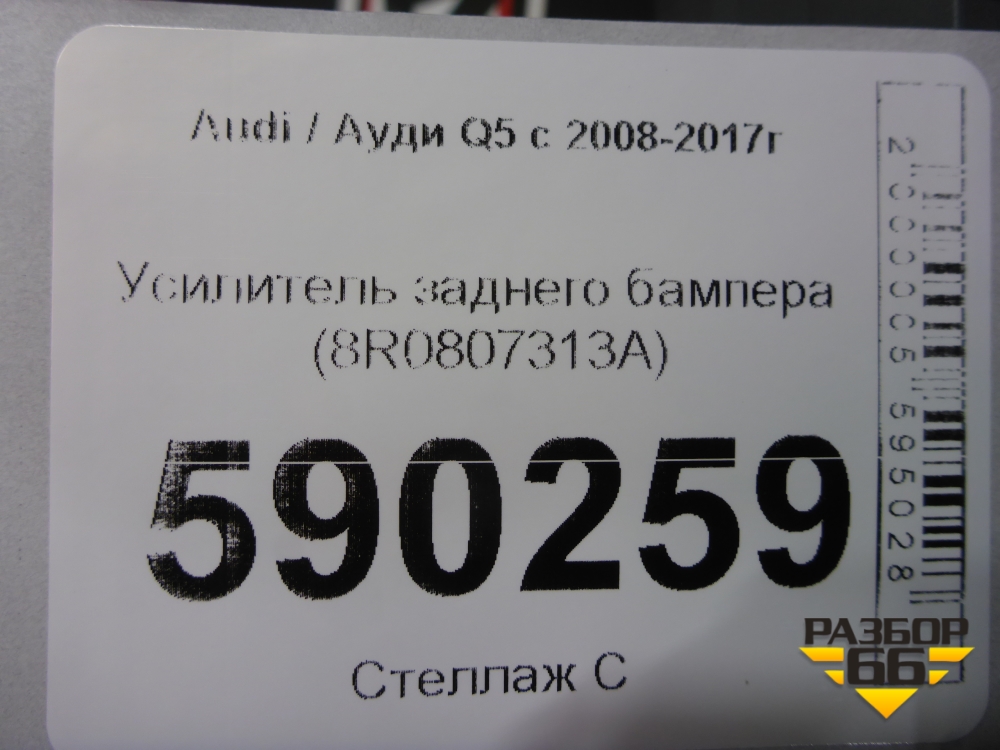 Audi / Ауди Q5 с 2008-2017г
Усилитель заднего бампера
(8R0807313A)
590259
Стеллаж С
2000005595028
РАЗБОР
66